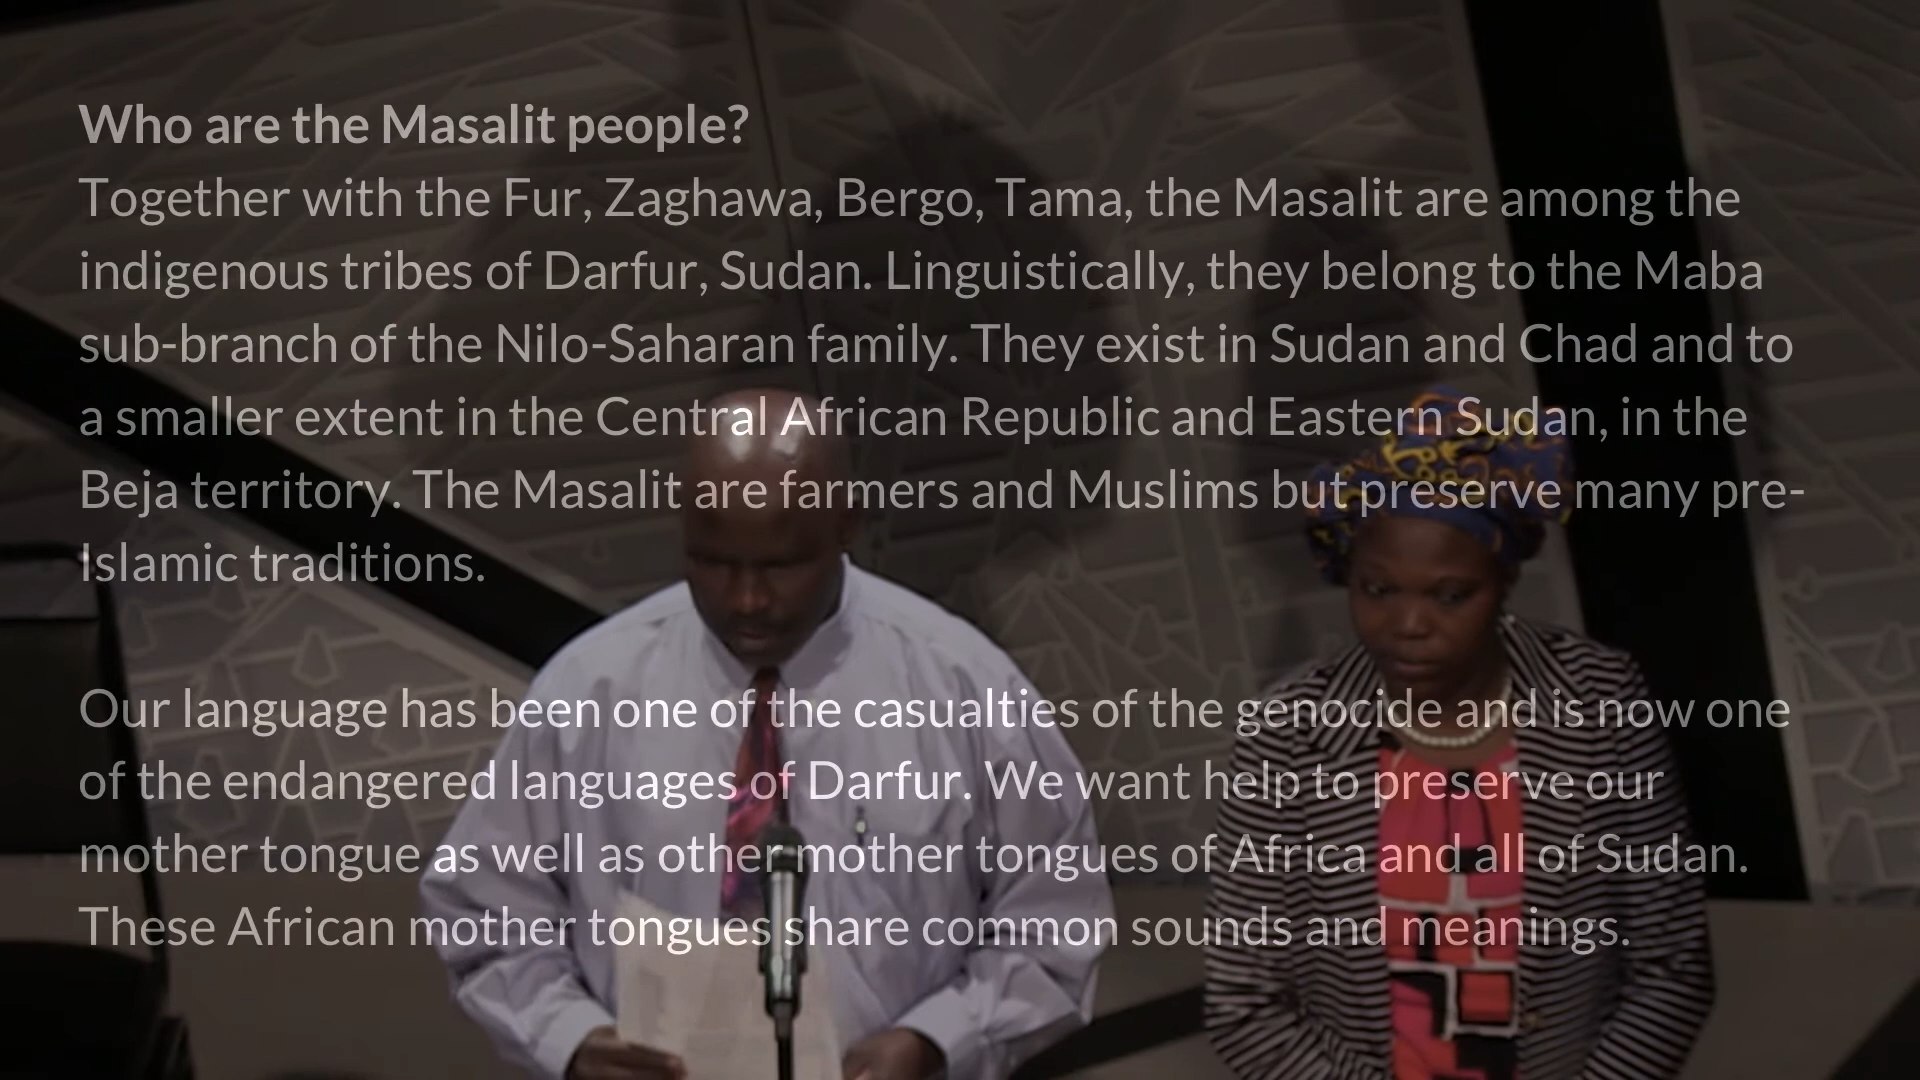 Who are the Masalit people?
Together with the Fur, Zaghawa, Bergo, Tama, the Masalit are among the
indigenous tribes of Darfur, Sudan. Linguistically, they belong to the Maba
sub-branch of the Nilo-Saharan family. They exist in Sudan and Chad and to
a smaller extent in the Central African Republic and Eastern Sudan, in the
Beja territory. The Masalit are farmers and Muslims but preserve many pre-
Islamic traditions.
Our language has been one of the casualties of the genocide and is now one
of the endangered languages of Darfur. We want help to preserve our
mother tongue as well as other mother tongues of Africa and all of Sudan.
These African mother tongues share common sounds and meanings.